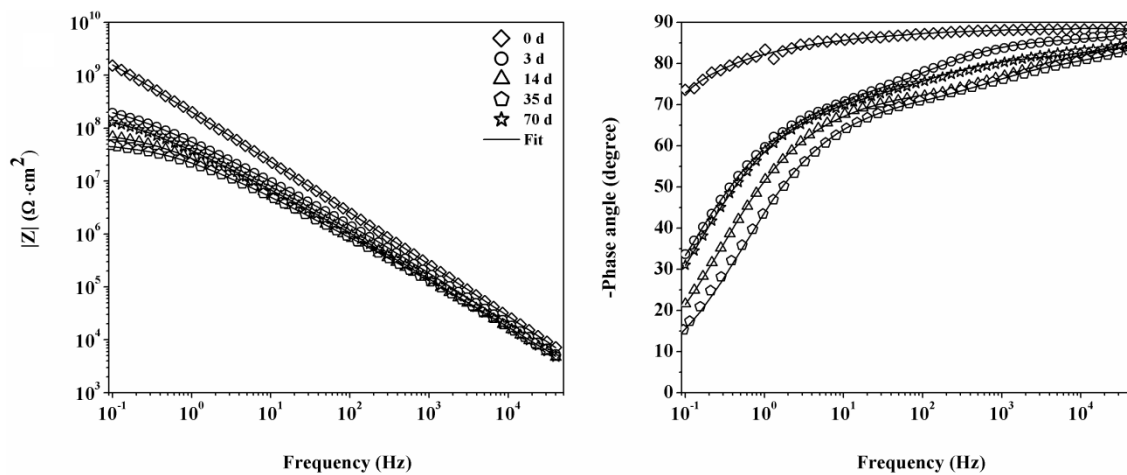 10^10
10^9
10^8
10^7
10^6
10^5
10^4
10^3
|Z| (Ω·cm^2)
10^-1 10^0 10^1 10^2 10^3 10^4
Frequency (Hz)
0 d
3 d
14 d
35 d
70 d
Fit
90
80
70
60
50
40
30
20
10
0
-Phase angle (degree)
10^-1 10^0 10^1 10^2 10^3 10^4
Frequency (Hz)